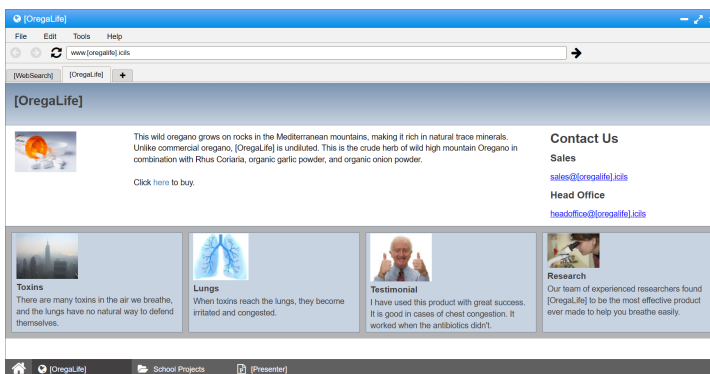 [OregaLife]
File Edit Tools Help
www.[oregalife].icils
[WebSearch] [OregaLife] +
[OregaLife]
This wild oregano grows on rocks in the Mediterranean mountains, making it rich in natural trace minerals.
Unlike commercial oregano, [OregaLife] is undiluted. This is the crude herb of wild high mountain Oregano in
combination with Rhus Coriaria, organic garlic powder, and organic onion powder.
Click here to buy.
Contact Us
Sales
sales@[oregalife].icils
Head Office
headoffice@[oregalife].icils
Toxins
There are many toxins in the air we breathe,
and the lungs have no natural way to defend
themselves.
Lungs
When toxins reach the lungs, they become
irritated and congested.
Testimonial
I have used this product with great success.
It is good in cases of chest congestion. It
worked when the antibiotics didn't.
Research
Our team of experienced researchers found
[OregaLife] to be the most effective product
ever made to help you breathe easily.
[OregaLife] School Projects [Presenter]